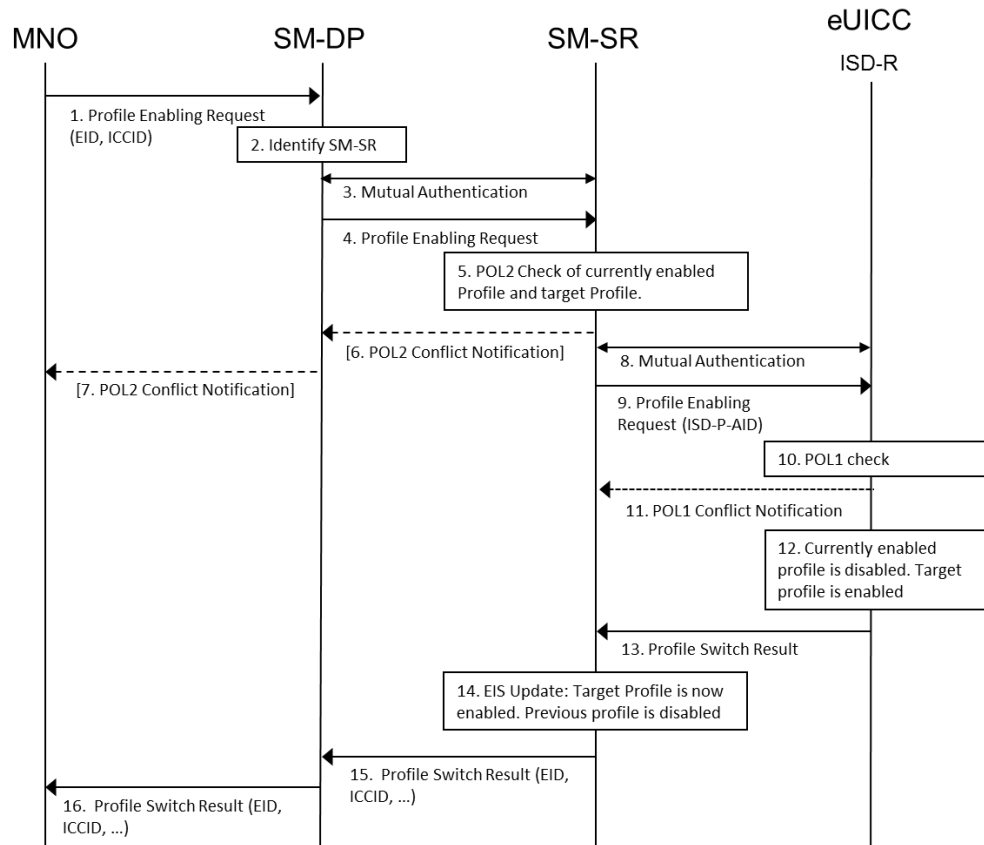 MNO
SM-DP
SM-SR
eUICC
ISD-R
1. Profile Enabling Request
(EID, ICCID)
2. Identify SM-SR
3. Mutual Authentication
4. Profile Enabling Request
5. POL2 Check of currently enabled
Profile and target Profile.
[6. POL2 Conflict Notification]
[7. POL2 Conflict Notification]
8. Mutual Authentication
9. Profile Enabling
Request (ISD-P-AID)
10. POL1 check
11. POL1 Conflict Notification
12. Currently enabled
profile is disabled. Target
profile is enabled
13. Profile Switch Result
14. EIS Update: Target Profile is now
enabled. Previous profile is disabled
15. Profile Switch Result (EID,
ICCID, ...)
16. Profile Switch Result (EID,
ICCID, ...)